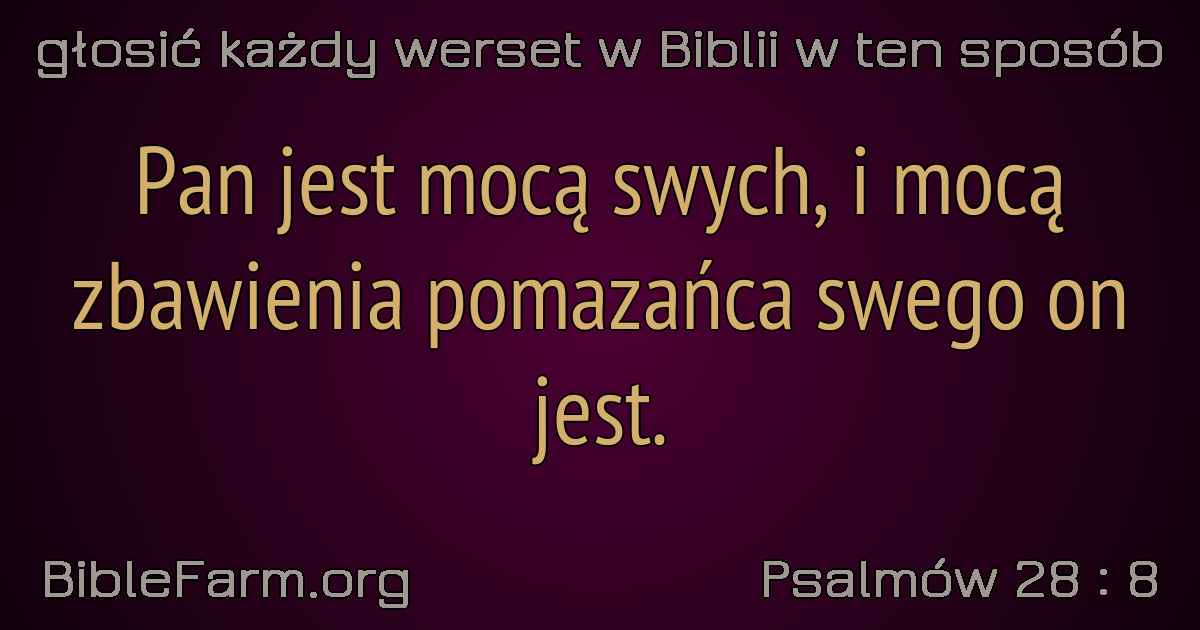 głosić każdy werset w Biblii w ten sposób
Pan jest mocą swych, i mocą
zbawienia pomazańca swego on
jest.
BibleFarm.org
Psalmów 28 : 8